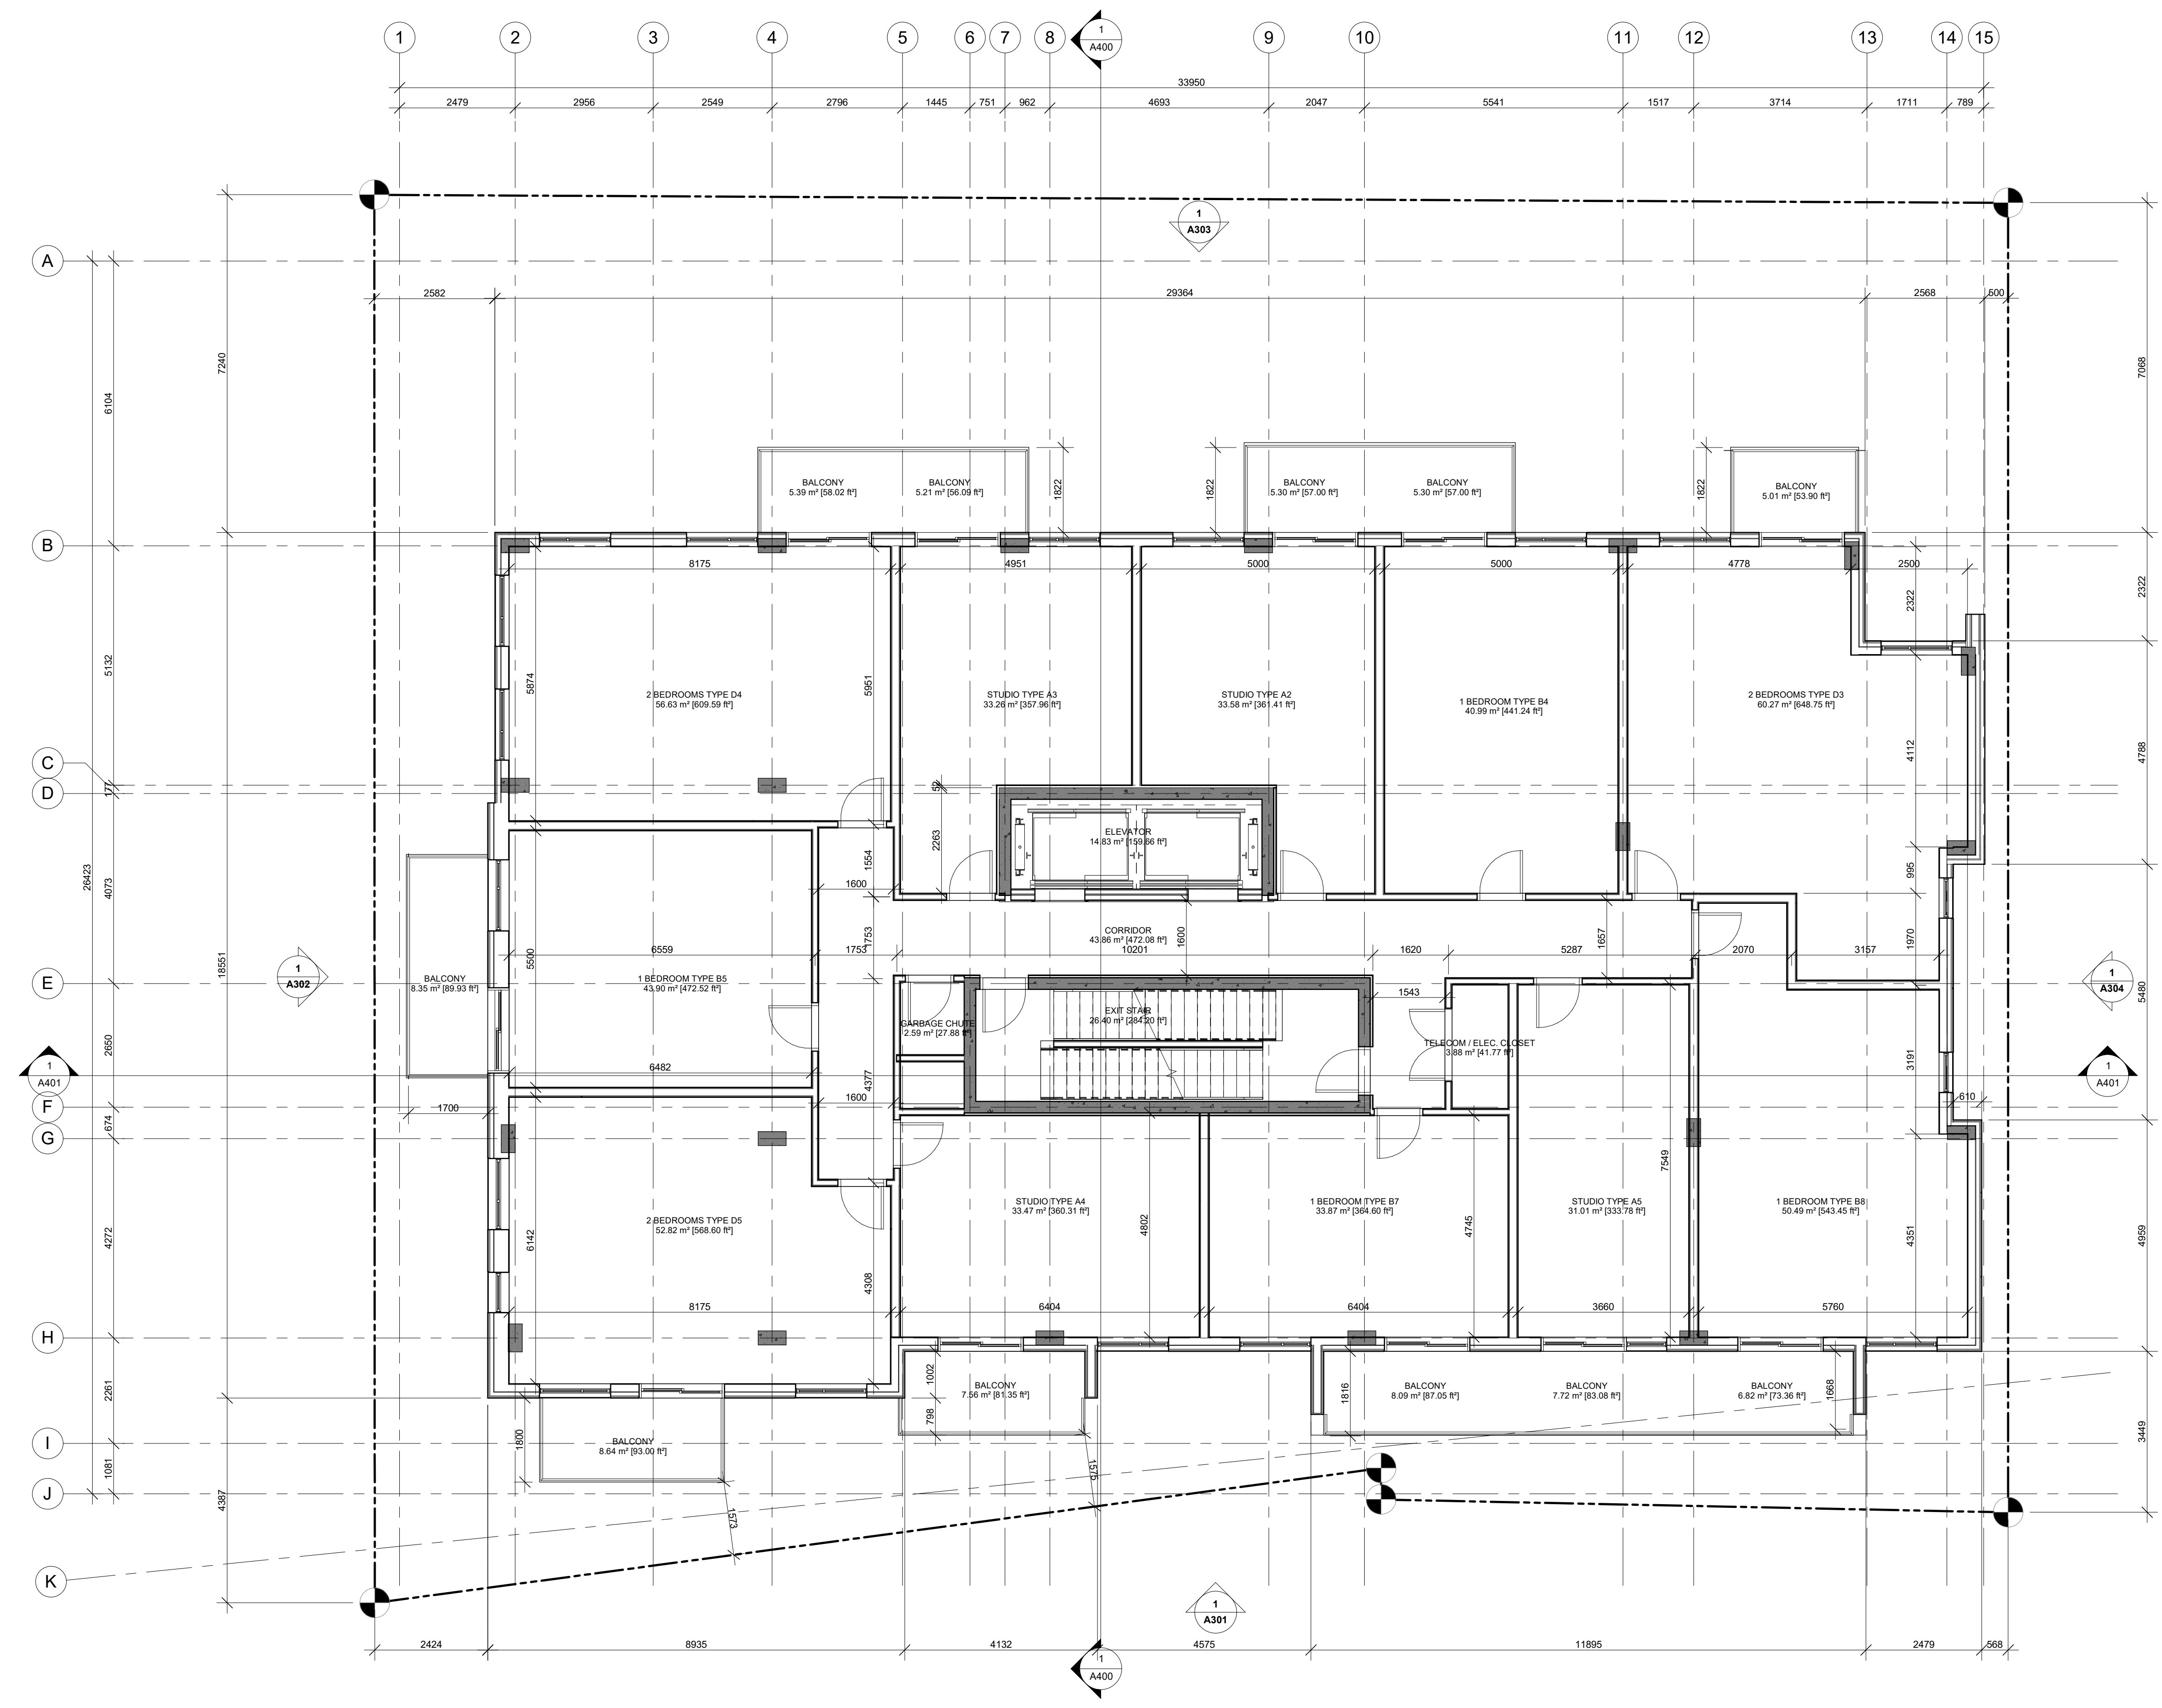 1 2 3 4 5 6 7 8 9 10 11 12 13 14 15
1
A400
33950
2479 2956 2549 2796 1445 751 962 4693 2047 5541 1517 3714 1711 789
1
A303
A
2582 29364 2568 500
7240
7068
6104
BALCONY
5.39 m² [58.02 ft²]
BALCONY
5.21 m² [56.09 ft²]
1822
1822
BALCONY
5.30 m² [57.00 ft²]
BALCONY
5.30 m² [57.00 ft²]
1822
BALCONY
5.01 m² [53.90 ft²]
B
8175 4951 5000 5000 4778 2500
2322
2322
5132
5874
5951
2 BEDROOMS TYPE D4
56.63 m² [609.59 ft²]
STUDIO TYPE A3
33.26 m² [357.96 ft²]
STUDIO TYPE A2
33.58 m² [361.41 ft²]
1 BEDROOM TYPE B4
40.99 m² [441.24 ft²]
2 BEDROOMS TYPE D3
60.27 m² [648.75 ft²]
4112
4788
C
177
D
52
2263
ELEVATOR
14.83 m² [159.66 ft²]
26423
4073
1554
1600
995
18551
5500
1753
CORRIDOR
43.86 m² [472.08 ft²]
1600
1657
1970
6559 1753 10201 1620 5287 2070 3157
1
A302
E
BALCONY
8.35 m² [89.93 ft²]
1 BEDROOM TYPE B5
43.90 m² [472.52 ft²]
1543
5480
1
A304
EXIT STAIR
26.40 m² [284.20 ft²]
GARBAGE CHUTE
2.59 m² [27.88 ft²]
TELECOM / ELEC. CLOSET
3.88 m² [41.77 ft²]
2650
3191
1
A401
1
A401
6482
4377
1600
610
F
1700
674
G
7549
2 BEDROOMS TYPE D5
52.82 m² [568.60 ft²]
STUDIO TYPE A4
33.47 m² [360.31 ft²]
1 BEDROOM TYPE B7
33.87 m² [364.60 ft²]
STUDIO TYPE A5
31.01 m² [333.78 ft²]
1 BEDROOM TYPE B8
50.49 m² [543.45 ft²]
4272
6142
4308
4802
4745
4351
4959
8175 6404 6404 3660 5760
H
2261
1002
798
BALCONY
7.56 m² [81.35 ft²]
1816
BALCONY
8.09 m² [87.05 ft²]
BALCONY
7.72 m² [83.08 ft²]
BALCONY
6.82 m² [73.36 ft²]
1668
3449
I
1800
BALCONY
8.64 m² [93.00 ft²]
1081
1575
J
4387
1573
K
1
A301
2424 8935 4132 4575 11895 2479 568
1
A400